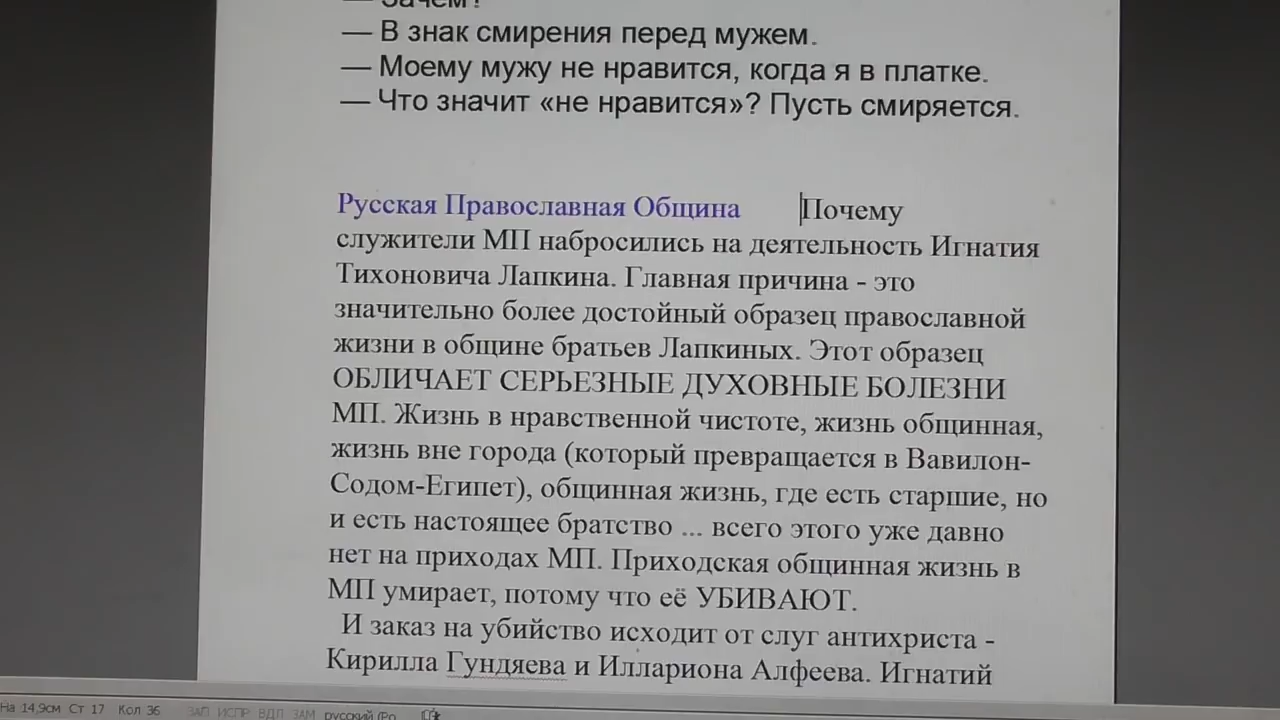 — Зачем?
— В знак смирения перед мужем.
— Моему мужу не нравится, когда я в платке.
— Что значит «не нравится»? Пусть смиряется.
Русская Православная Община Почему
служители МП набросились на деятельность Игнатия
Тихоновича Лапкина. Главная причина - это
значительно более достойный образец православной
жизни в общине братьев Лапкиных. Этот образец
ОБЛИЧАЕТ СЕРЬЕЗНЫЕ ДУХОВНЫЕ БОЛЕЗНИ
МП. Жизнь в нравственной чистоте, жизнь общинная,
жизнь вне города (который превращается в Вавилон-
Содом-Египет), общинная жизнь, где есть старшие, но
и есть настоящее братство ... всего этого уже давно
нет на приходах МП. Приходская общинная жизнь в
МП умирает, потому что её УБИВАЮТ.
И заказ на убийство исходит от слуг антихриста -
Кирилла Гундяева и Иллариона Алфеева. Игнатий
На 14,9см Ст 17 Кол 36 ЗАП ИСПР ВДЛ ЗАМ русский (Ро